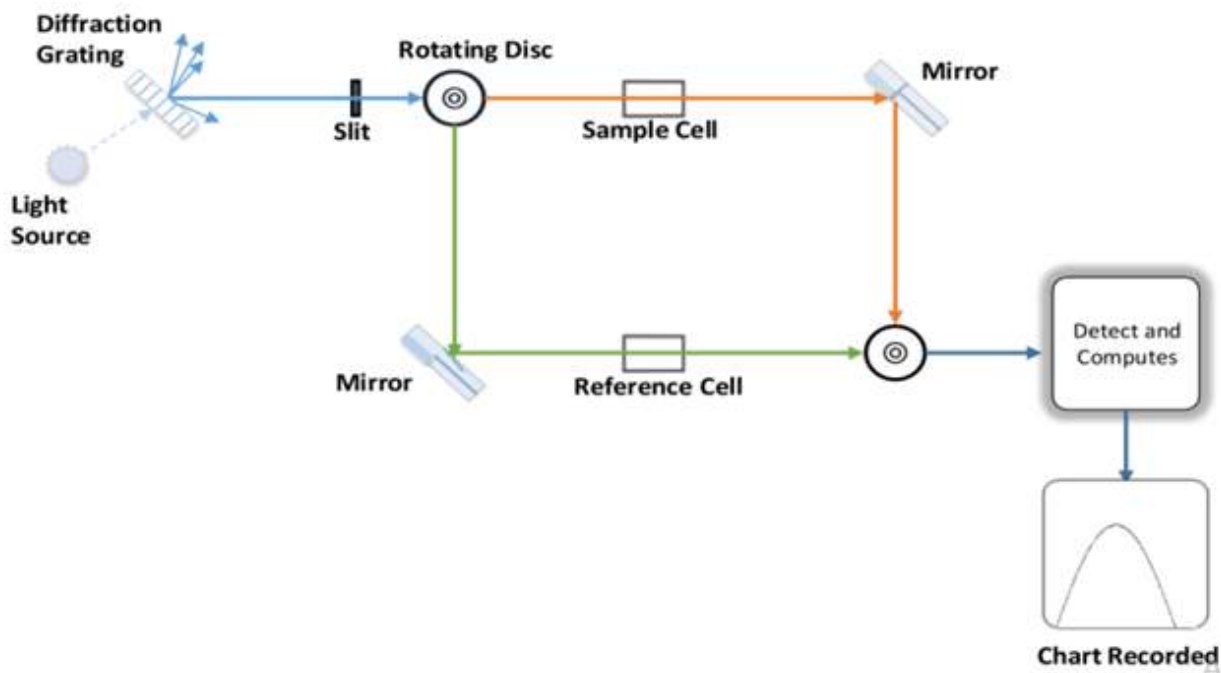 Diffraction
Grating
Rotating Disc
Mirror
Slit
Sample Cell
Light
Source
Detect and
Computes
Mirror
Reference Cell
Chart Recorded